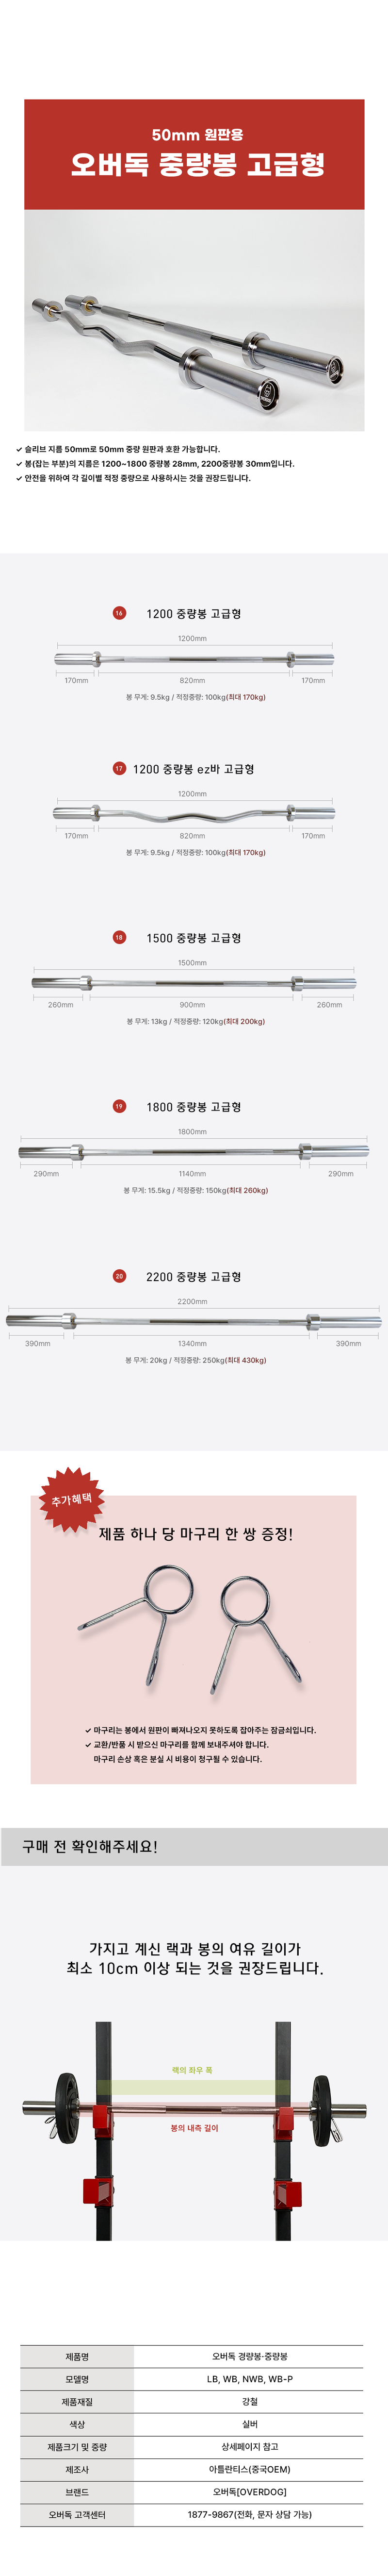 50mm 원판용
오버독 중량봉 고급형
✓ 슬리브 지름 50mm로 50mm 중량 원판과 호환 가능합니다.
✓ 봉(잡는 부분)의 지름은 1200~1800 중량봉 28mm, 2200중량봉 30mm입니다.
✓ 안전을 위하여 각 길이별 적정 중량으로 사용하시는 것을 권장드립니다.
16 1200 중량봉 고급형
1200mm
170mm 820mm 170mm
봉 무게: 9.5kg / 적정중량: 100kg(최대 170kg)
17 1200 중량봉 ez바 고급형
1200mm
170mm 820mm 170mm
봉 무게: 9.5kg / 적정중량: 100kg(최대 170kg)
18 1500 중량봉 고급형
1500mm
260mm 900mm 260mm
봉 무게: 13kg / 적정중량: 120kg(최대 200kg)
19 1800 중량봉 고급형
1800mm
290mm 1140mm 290mm
봉 무게: 15.5kg / 적정중량: 150kg(최대 260kg)
20 2200 중량봉 고급형
2200mm
390mm 1340mm 390mm
봉 무게: 20kg / 적정중량: 250kg(최대 430kg)
추가혜택
제품 하나 당 마구리 한 쌍 증정!
✓ 마구리는 봉에서 원판이 빠져나오지 못하도록 잡아주는 잠금쇠입니다.
✓ 교환/반품 시 받으신 마구리를 함께 보내주셔야 합니다.
마구리 손상 혹은 분실 시 비용이 청구될 수 있습니다.
구매 전 확인해주세요!
가지고 계신 랙과 봉의 여유 길이가
최소 10cm 이상 되는 것을 권장드립니다.
랙의 좌우 폭
봉의 내측 길이
제품명 오버독 경량봉·중량봉
모델명 LB, WB, NWB, WB-P
제품재질 강철
색상 실버
제품크기 및 중량 상세페이지 참고
제조사 아틀란티스(중국OEM)
브랜드 오버독[OVERDOG]
오버독 고객센터 1877-9867(전화, 문자 상담 가능)